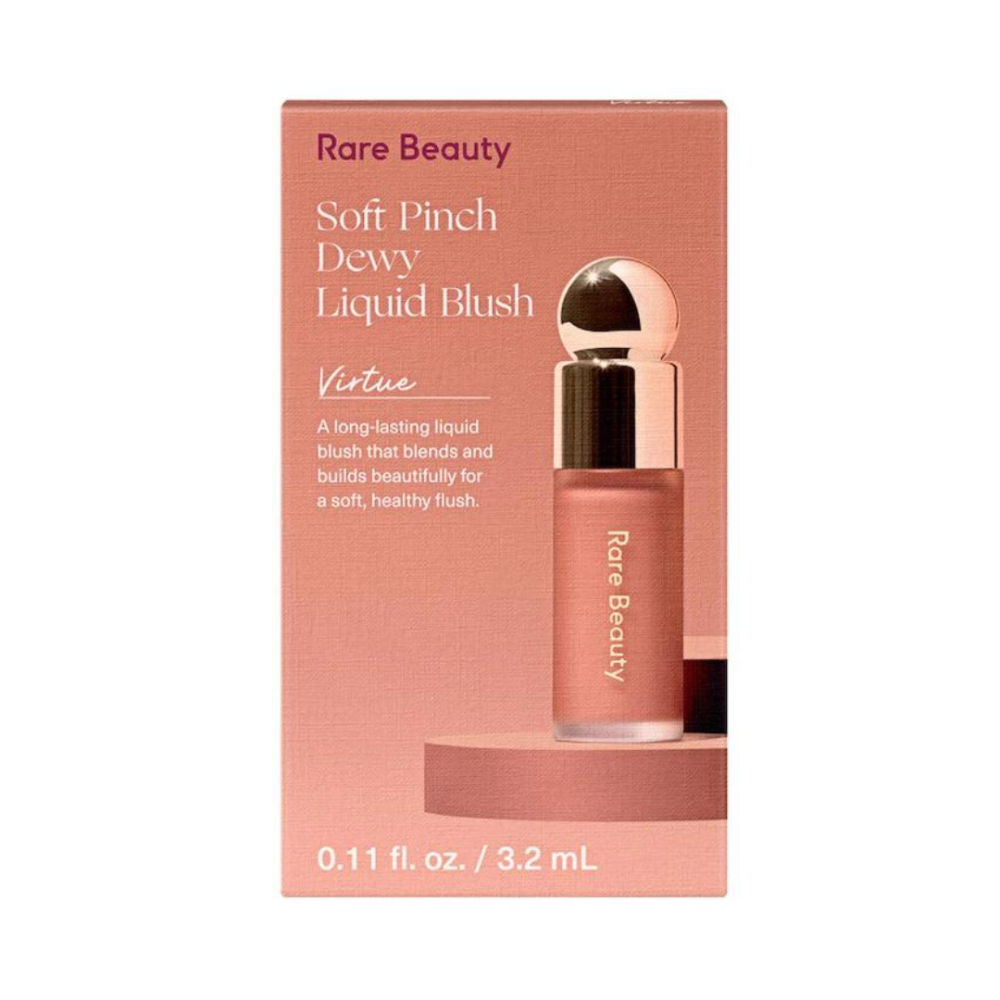 Virtue
Rare Beauty
Soft Pinch
Dewy
Liquid Blush
Virtue
A long-lasting liquid
blush that blends and
builds beautifully for
a soft, healthy flush.
Rare Beauty
0.11 fl. oz. / 3.2 mL